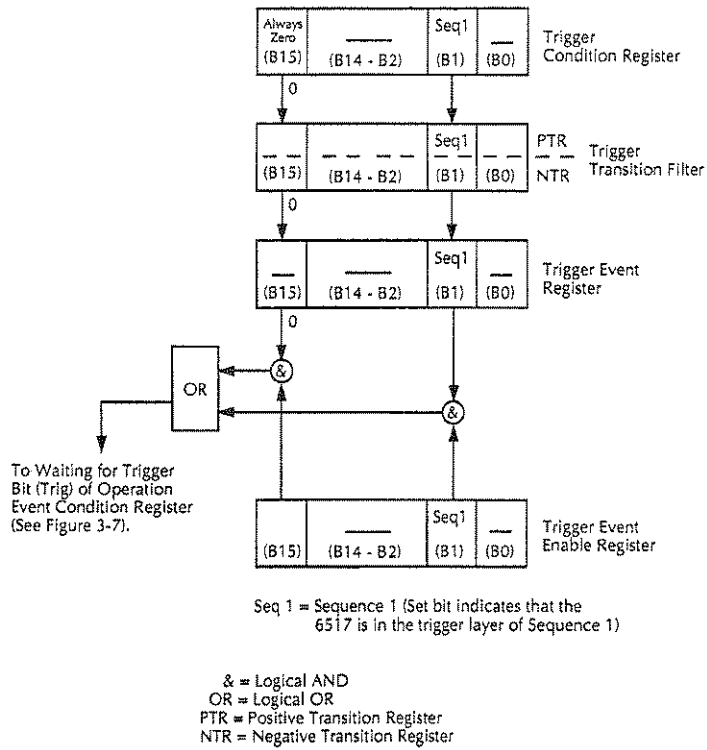 Always
Zero
(B15)
(B14 - B2)
Seq1
(B1)
(B0)
Trigger
Condition Register
0
(B15)
(B14 - B2)
Seq1
(B1)
(B0)
PTR
NTR
Trigger
Transition Filter
0
(B15)
(B14 - B2)
Seq1
(B1)
(B0)
Trigger Event
Register
0
&
OR
&
To Waiting for Trigger
Bit (Trig) of Operation
Event Condition Register
(See Figure 3-7).
(B15)
(B14 - B2)
Seq1
(B1)
(B0)
Trigger Event
Enable Register
Seq 1 = Sequence 1 (Set bit indicates that the
6517 is in the trigger layer of Sequence 1)
& = Logical AND
OR = Logical OR
PTR = Positive Transition Register
NTR = Negative Transition Register